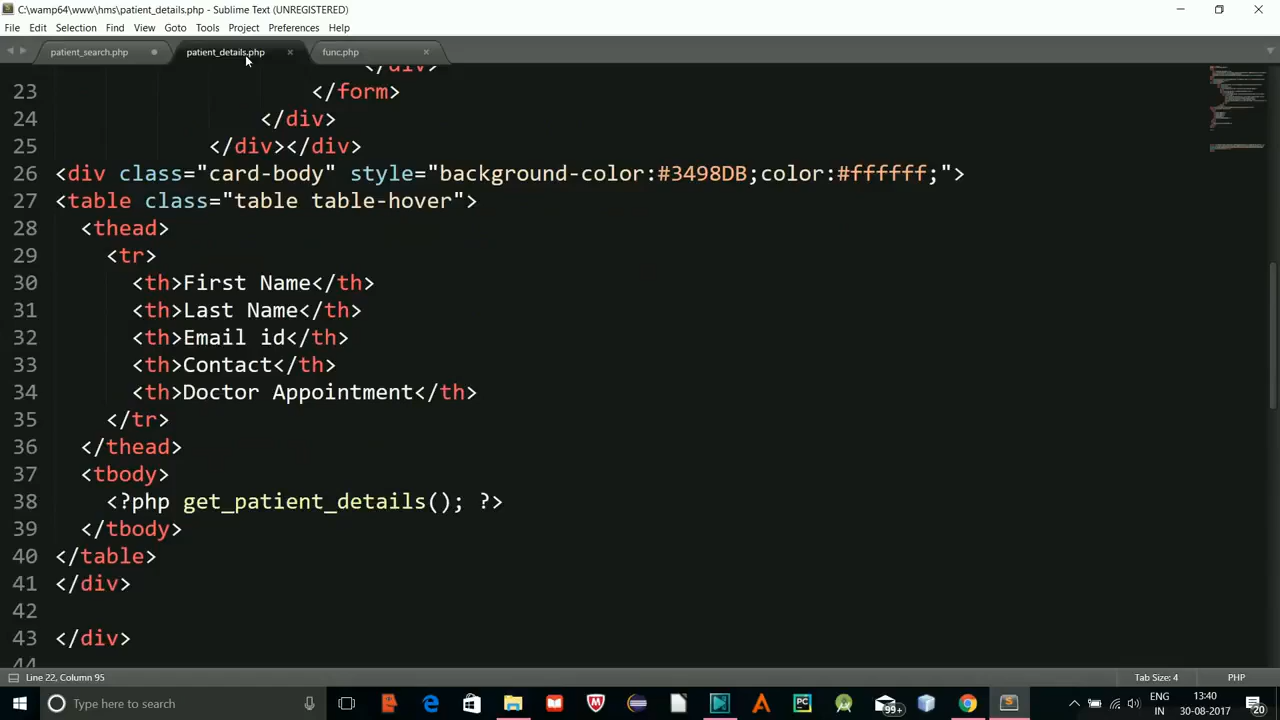 C:\wamp64\www\hms\patient_details.php - Sublime Text (UNREGISTERED)
File Edit Selection Find View Goto Tools Project Preferences Help
patient_search.php patient_details.php func.php
</div>
23 </form>
24 </div>
25 </div></div>
26 <div class="card-body" style="background-color:#3498DB;color:#ffffff;">
27 <table class="table table-hover">
28 <thead>
29 <tr>
30 <th>First Name</th>
31 <th>Last Name</th>
32 <th>Email id</th>
33 <th>Contact</th>
34 <th>Doctor Appointment</th>
35 </tr>
36 </thead>
37 <tbody>
38 <?php get_patient_details(); ?>
39 </tbody>
40 </table>
41 </div>
42
43 </div>
44
Line 22, Column 95 Tab Size: 4 PHP
Type here to search
99+
ENG
IN
13:40
30-08-2017
20